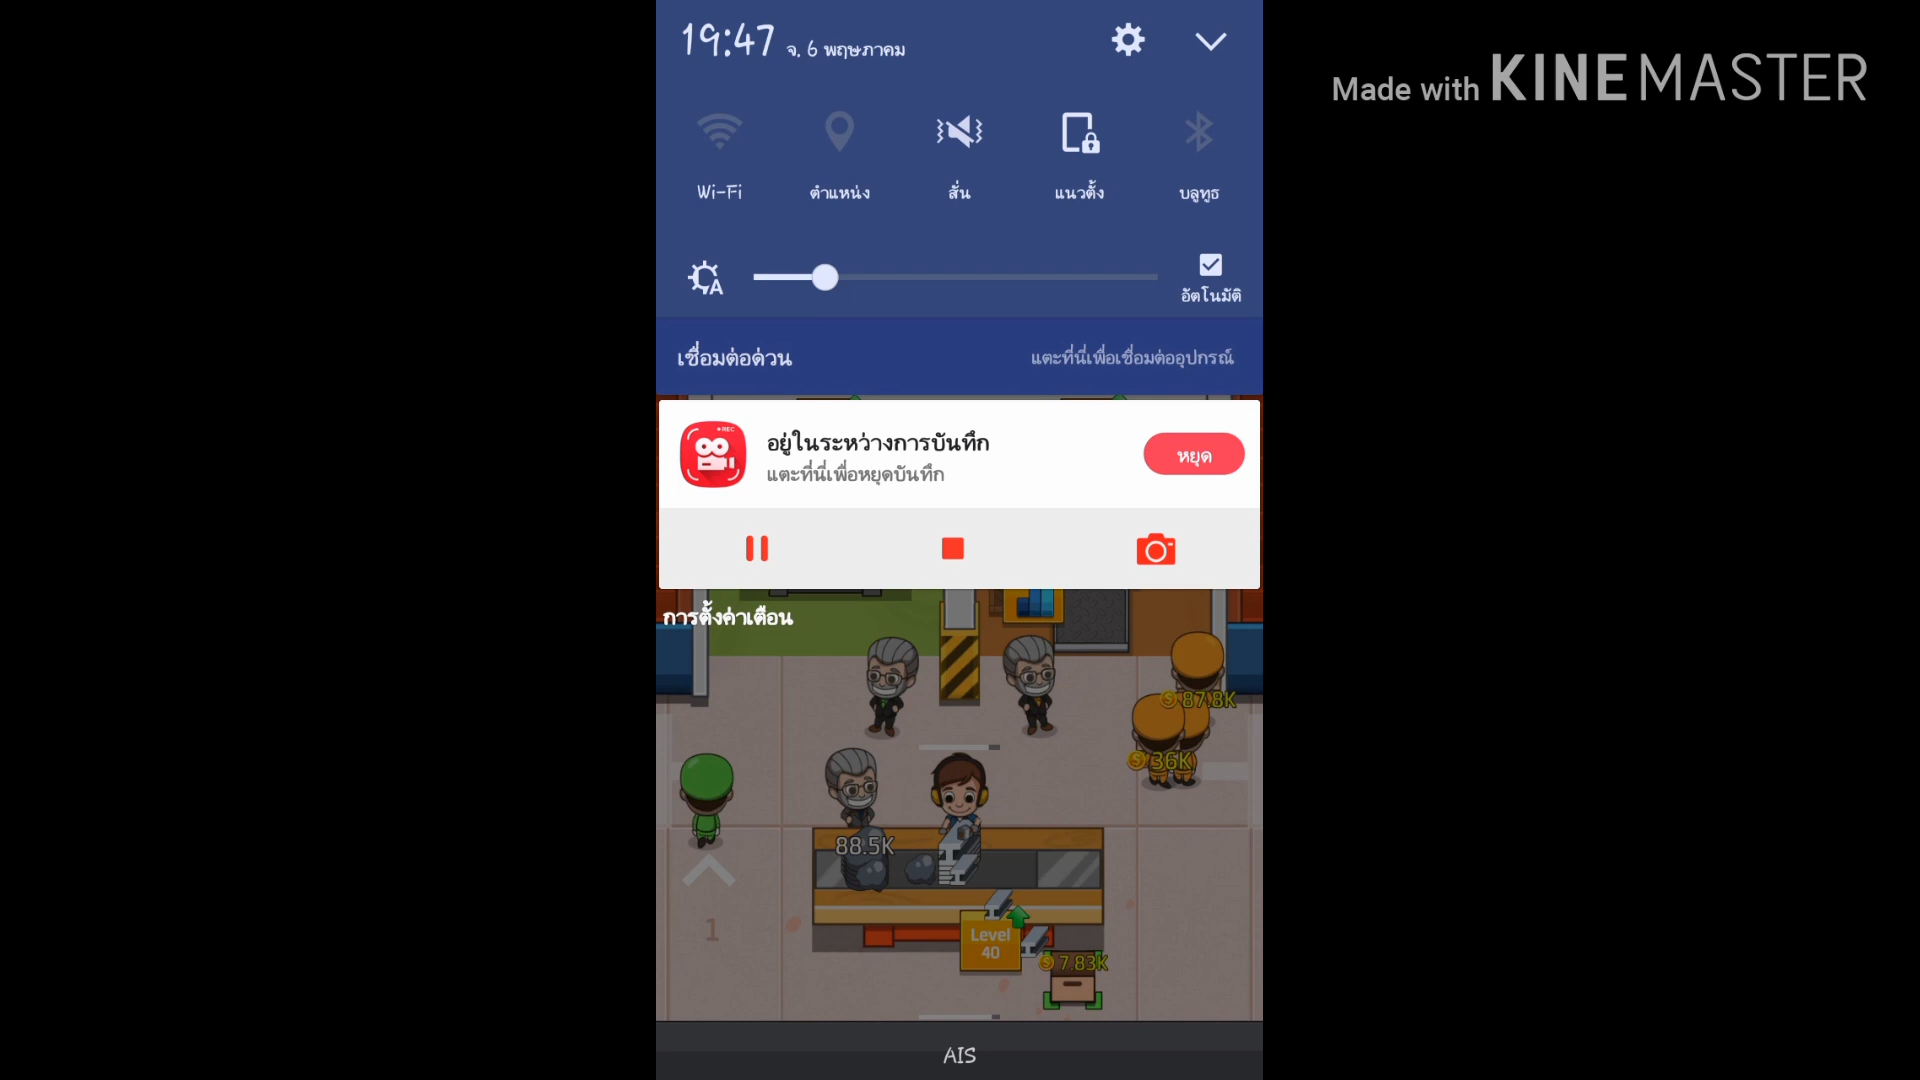 19:47 จ. 6 พฤษภาคม
Made with KINEMASTER
Wi-Fi
ตำแหน่ง
สั่น
แนวตั้ง
บลูทูธ
A
อัตโนมัติ
เชื่อมต่อด่วน
แตะที่นี่เพื่อเชื่อมต่ออุปกรณ์
REC
อยู่ในระหว่างการบันทึก
แตะที่นี่เพื่อหยุดบันทึก
หยุด
การตั้งค่าเตือน
87.8K
36K
88.5K
1
Level
40
7.83K
AIS